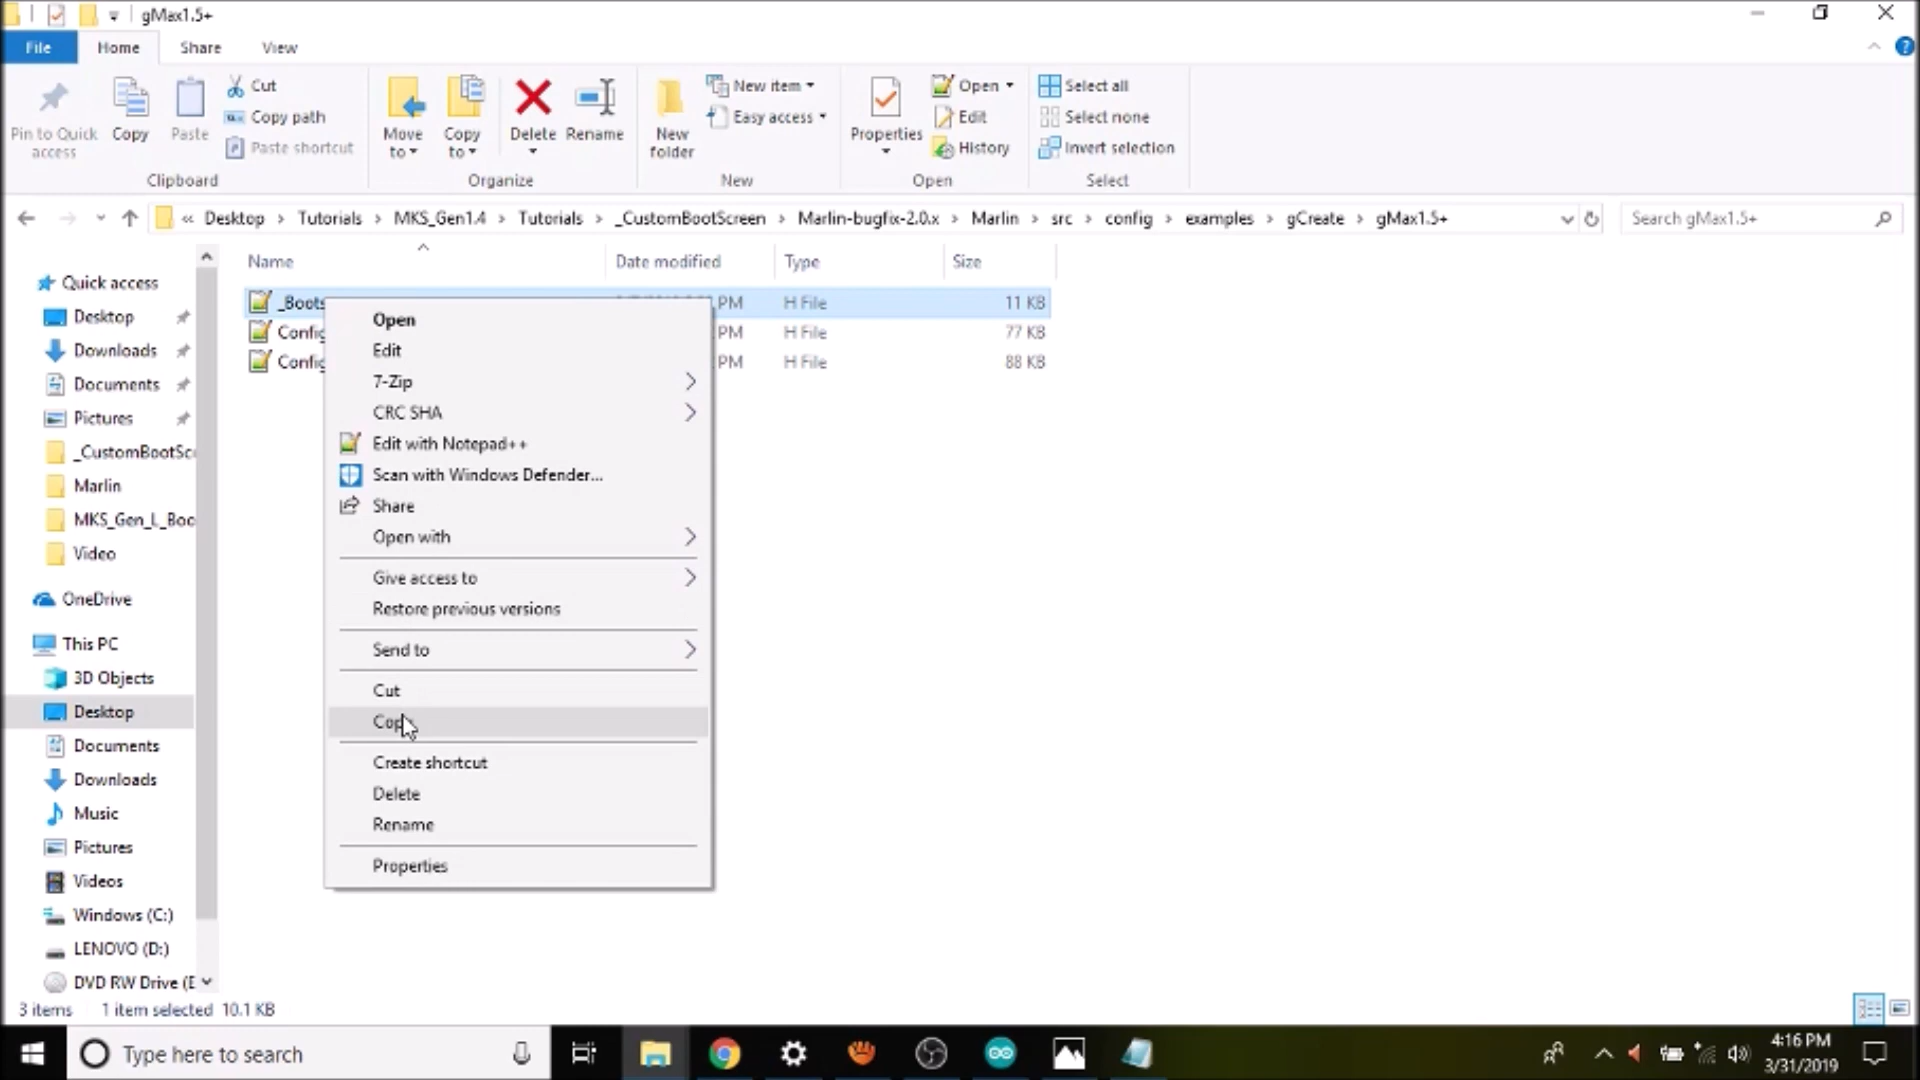 gMax1.5+
File Home Share View
Pin to Quick access
Copy
Paste
Cut
Copy path
Paste shortcut
Clipboard
Move to
Copy to
Delete
Rename
Organize
New folder
New item
Easy access
New
Properties
Open
Edit
History
Open
Select all
Select none
Invert selection
Select
« Desktop > Tutorials > MKS_Gen1.4 > Tutorials > _CustomBootScreen > Marlin-bugfix-2.0.x > Marlin > src > config > examples > gCreate > gMax1.5+
Search gMax1.5+
Name Date modified Type Size
_Boots PM H File 11 KB
Config PM H File 77 KB
Config PM H File 88 KB
Quick access
Desktop
Downloads
Documents
Pictures
_CustomBootSc
Marlin
MKS_Gen_L_Boo
Video
OneDrive
This PC
3D Objects
Desktop
Documents
Downloads
Music
Pictures
Videos
Windows (C:)
LENOVO (D:)
DVD RW Drive (E
Open
Edit
7-Zip
CRC SHA
Edit with Notepad++
Scan with Windows Defender...
Share
Open with
Give access to
Restore previous versions
Send to
Cut
Copy
Create shortcut
Delete
Rename
Properties
3 items 1 item selected 10.1 KB
Type here to search
4:16 PM
3/31/2019